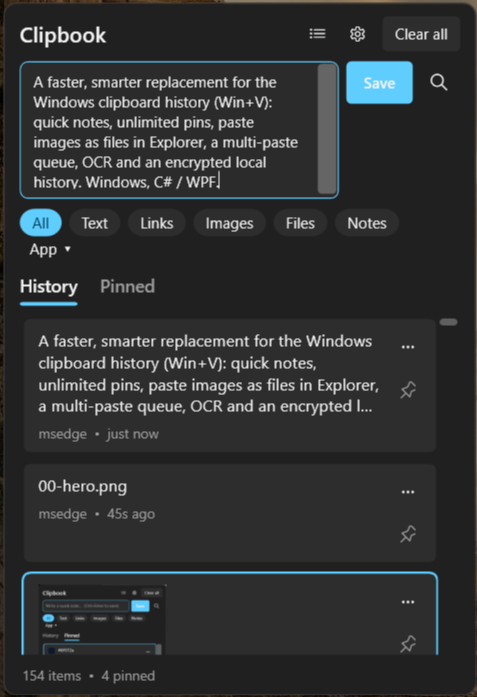 Clipbook
Clear all
A faster, smarter replacement for the
Windows clipboard history (Win+V):
quick notes, unlimited pins, paste
images as files in Explorer, a multi-paste
queue, OCR and an encrypted local
history. Windows, C# / WPF.
Save
All
Text
Links
Images
Files
Notes
App
History
Pinned
A faster, smarter replacement for the Windows
clipboard history (Win+V): quick notes,
unlimited pins, paste images as files in Explorer,
a multi-paste queue, OCR and an encrypted l...
msedge • just now
00-hero.png
msedge • 45s ago
Clipbook
Clear all
Save
All
Text
Links
Images
Files
Notes
App
History
Pinned
154 items • 4 pinned